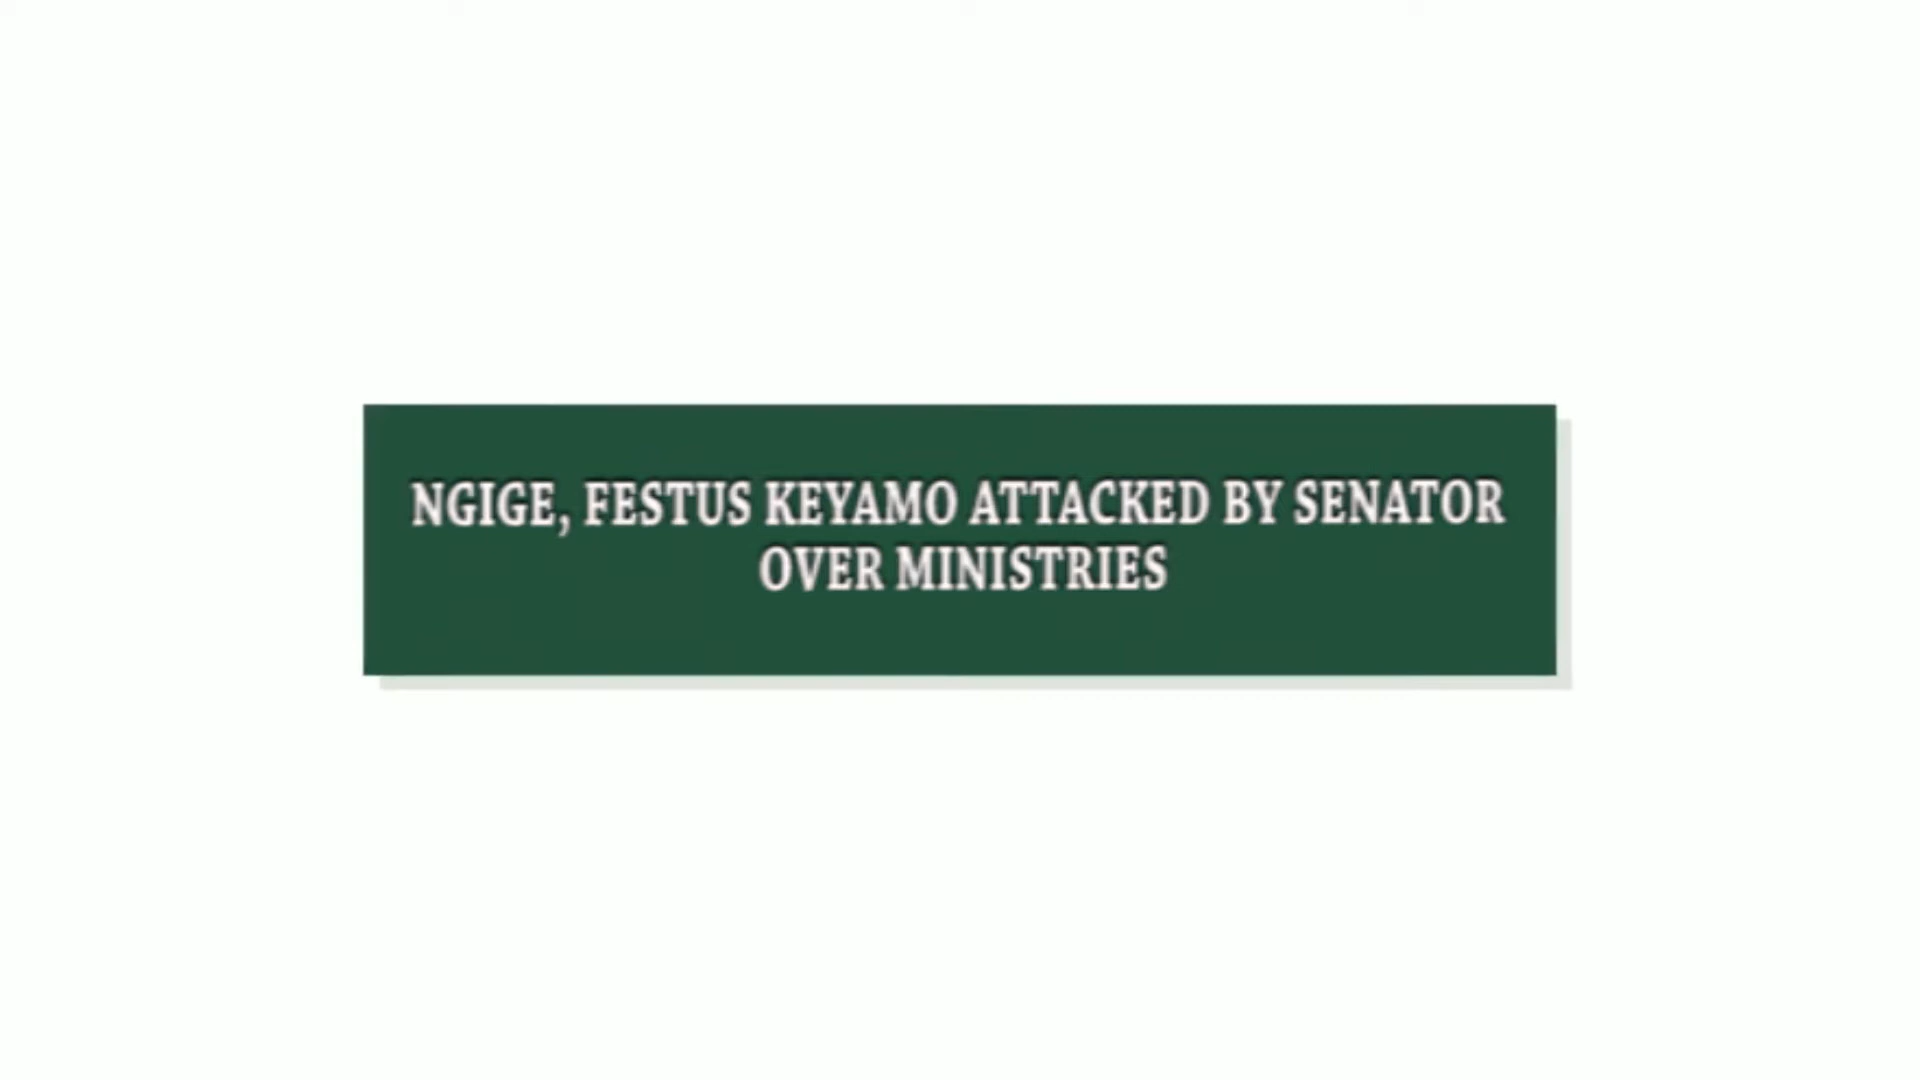 NGIGE, FESTUS KEYAMO ATTACKED BY SENATOR
OVER MINISTRIES